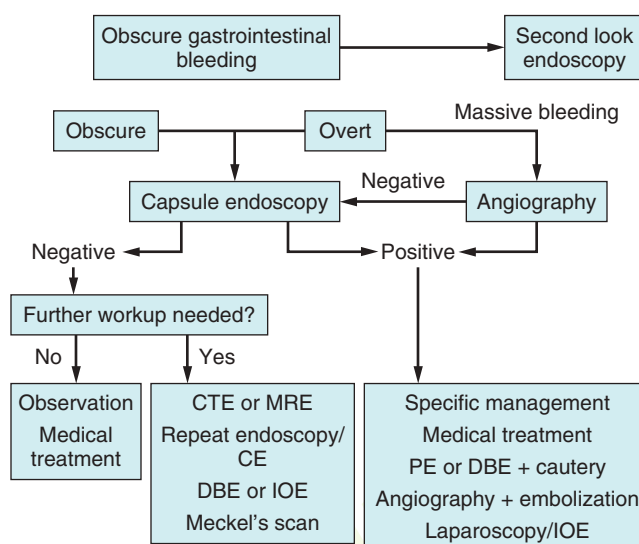 Obscure gastrointestinal
bleeding
Second look
endoscopy
Massive bleeding
Obscure
Overt
Negative
Capsule endoscopy
Angiography
Negative
Positive
Further workup needed?
No
Yes
Observation
Medical
treatment
CTE or MRE
Repeat endoscopy/
CE
DBE or IOE
Meckel's scan
Specific management
Medical treatment
PE or DBE + cautery
Angiography + embolization
Laparoscopy/IOE